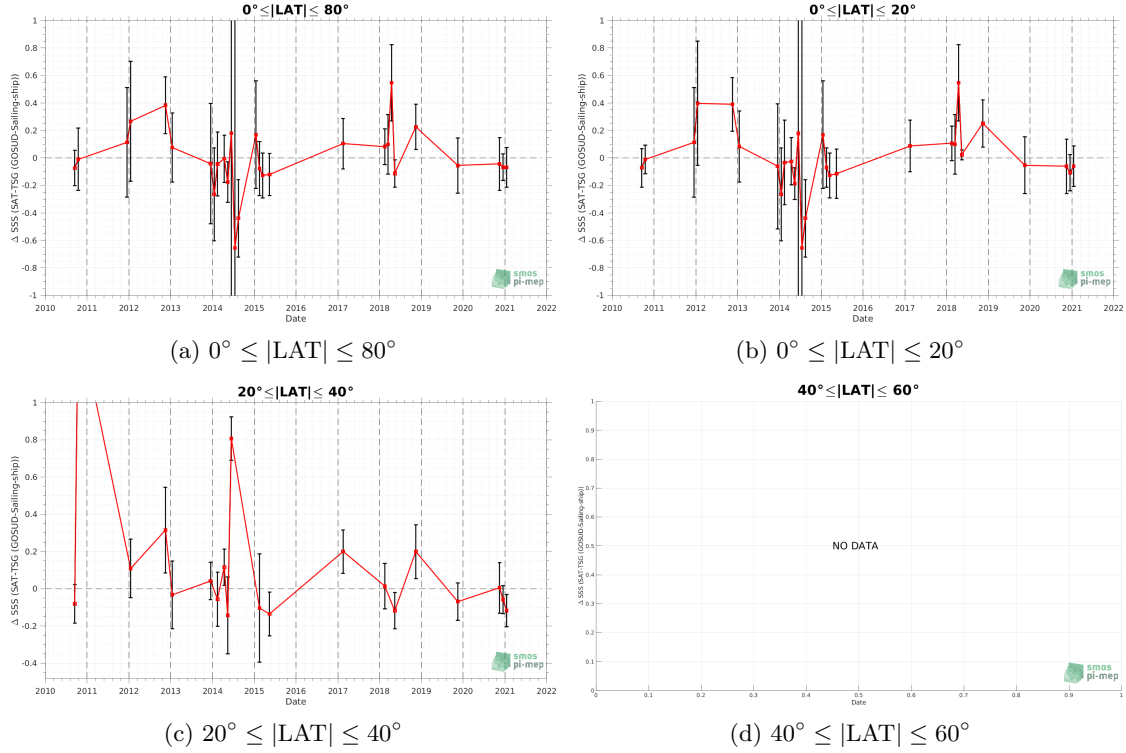 0°≤|LAT|≤ 80°
Δ SSS (SAT-TSG (GOSUD-Sailing-ship))
1
0.8
0.6
0.4
0.2
0
-0.2
-0.4
-0.6
-0.8
-1
2010 2011 2012 2013 2014 2015 2016 2017 2018 2019 2020 2021 2022
Date
smos
pi-mep
(a) 0° ≤ |LAT| ≤ 80°
0°≤|LAT|≤ 20°
Δ SSS (SAT-TSG (GOSUD-Sailing-ship))
1
0.8
0.6
0.4
0.2
0
-0.2
-0.4
-0.6
-0.8
-1
2010 2011 2012 2013 2014 2015 2016 2017 2018 2019 2020 2021 2022
Date
smos
pi-mep
(b) 0° ≤ |LAT| ≤ 20°
20°≤|LAT|≤ 40°
Δ SSS (SAT-TSG (GOSUD-Sailing-ship))
1
0.8
0.6
0.4
0.2
0
-0.2
-0.4
2010 2011 2012 2013 2014 2015 2016 2017 2018 2019 2020 2021 2022
Date
smos
pi-mep
(c) 20° ≤ |LAT| ≤ 40°
40°≤|LAT|≤ 60°
Δ SSS (SAT-TSG (GOSUD-Sailing-ship))
1
0.9
0.8
0.7
0.6
0.5
0.4
0.3
0.2
0.1
0
NO DATA
0 0.1 0.2 0.3 0.4 0.5 0.6 0.7 0.8 0.9 1
Date
smos
pi-mep
(d) 40° ≤ |LAT| ≤ 60°